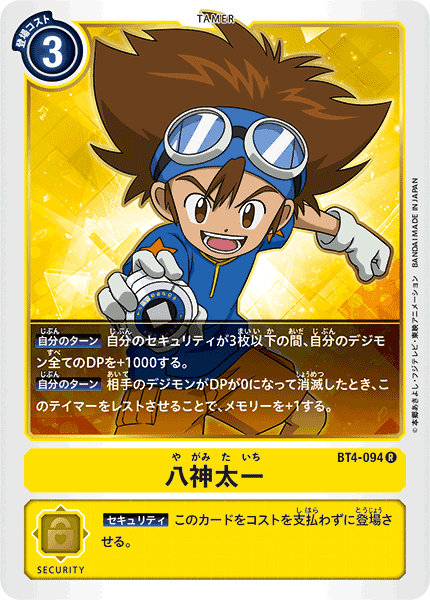 TAMER
登場コスト
3
自分のターン 自分のセキュリティが3枚以下の間、自分のデジモ
ン全てのDPを+1000する。
自分のターン 相手のデジモンがDPが0になって消滅したとき、こ
のテイマーをレストさせることで、メモリーを+1する。
©本郷あきよし・フジテレビ・東映アニメーション BANDAI MADE IN JAPAN
BT4-094 R
やがみたいち
八神太一
セキュリティ このカードをコストを支払わずに登場さ
せる。
SECURITY